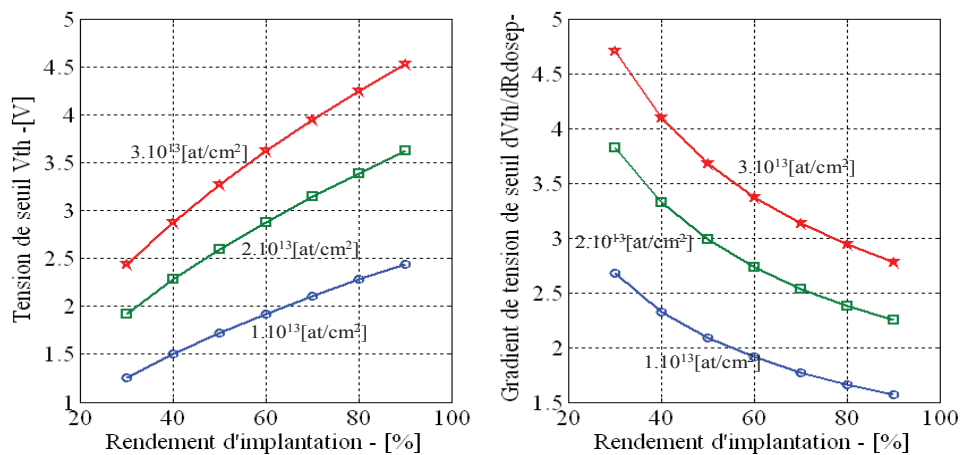 Tension de seuil Vth -[V]
4.5
4
3.5
3
2.5
2
1.5
1
20
40
60
80
100
3.10¹³[at/cm²]
2.10¹³[at/cm²]
1.10¹³[at/cm²]
Rendement d'implantation - [%]
Gradient de tension de seuil dVth/dRdosep-
4.5
4
3.5
3
2.5
2
1.5
20
40
60
80
100
3.10¹³[at/cm²]
2.10¹³[at/cm²]
1.10¹³[at/cm²]
Rendement d'implantation - [%]